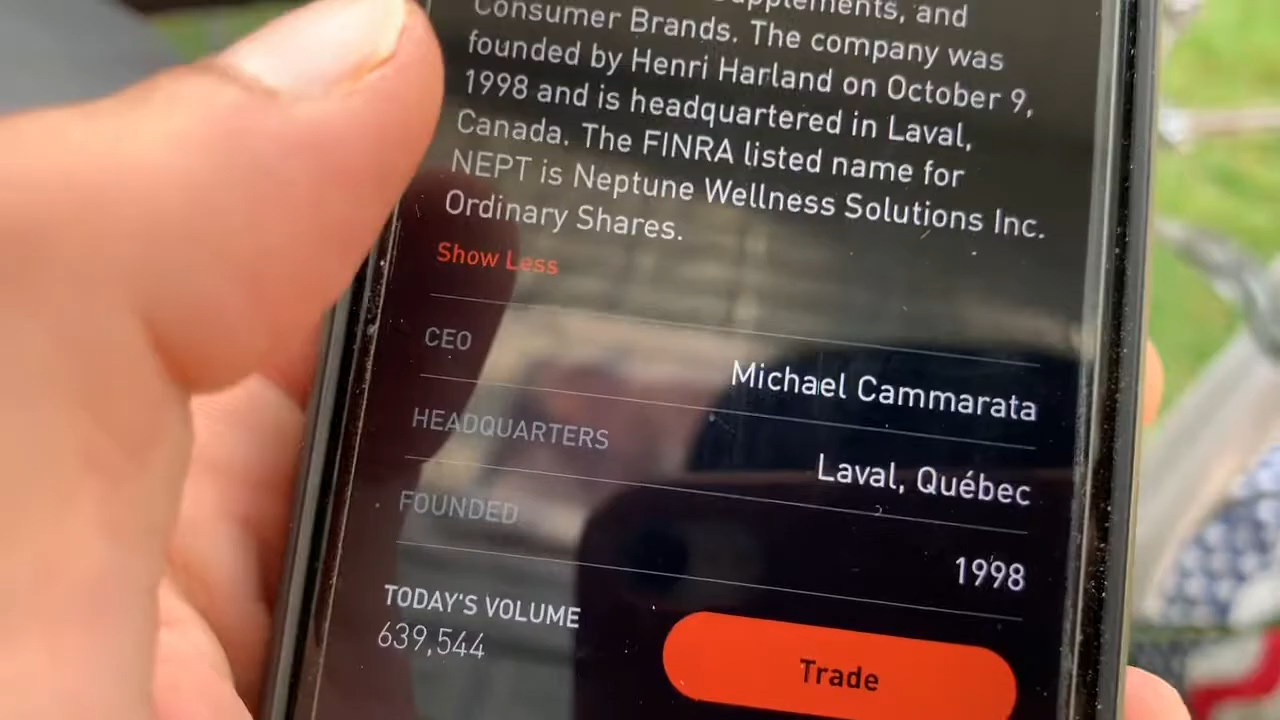 and
Consumer Brands. The company was
founded by Henri Harland on October 9,
1998 and is headquartered in Laval,
Canada. The FINRA listed name for
NEPT is Neptune Wellness Solutions Inc.
Ordinary Shares.
Show Less
CEO
Michael Cammarata
HEADQUARTERS
Laval, Québec
FOUNDED
1998
TODAY'S VOLUME
639,544
Trade